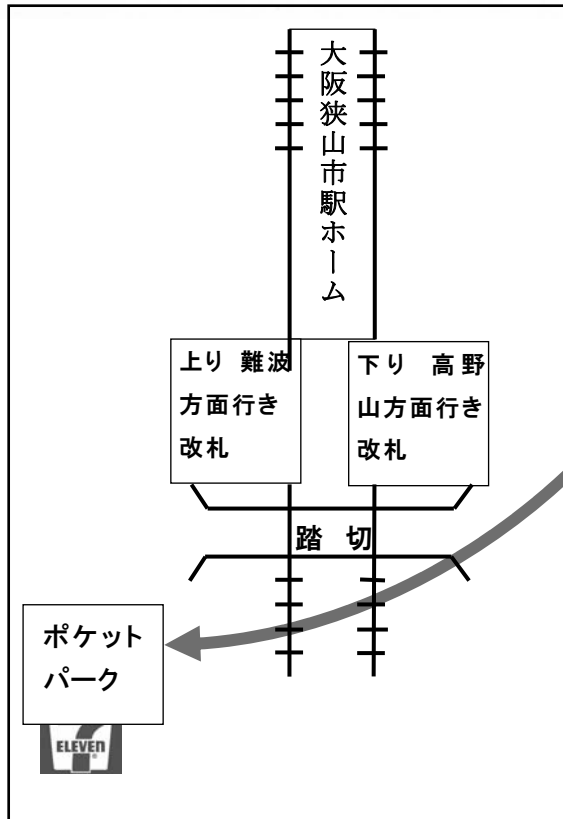 大阪狭山市駅ホーム
上り 難波
方面行き
改札
下り 高野
山方面行き
改札
踏 切
ポケット
パーク
7
ELEVEn